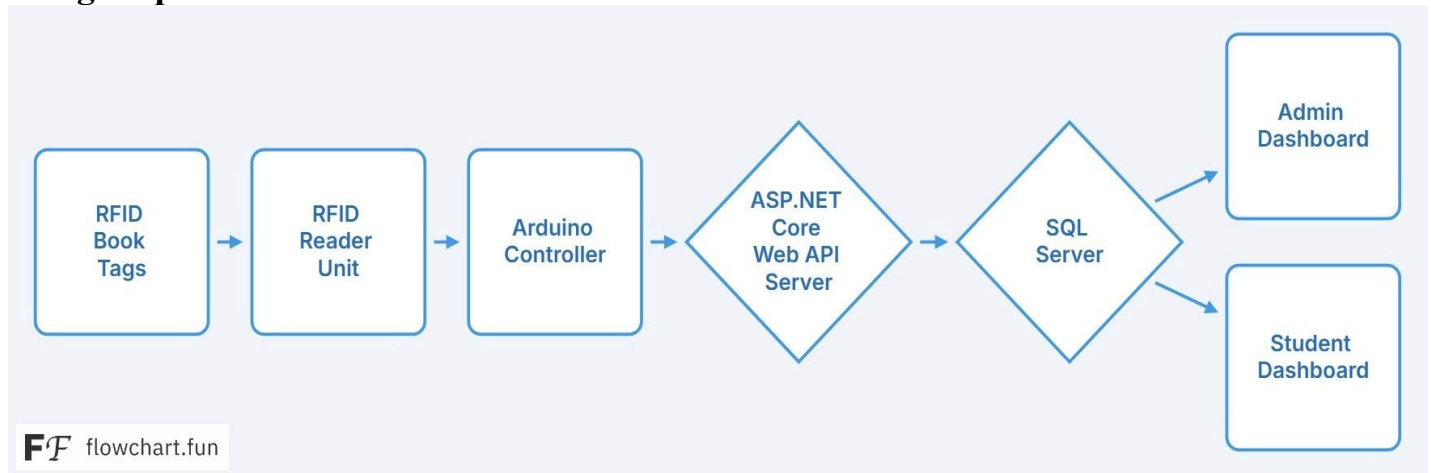 RFID
Book
Tags
RFID
Reader
Unit
Arduino
Controller
ASP.NET
Core
Web API
Server
SQL
Server
Admin
Dashboard
Student
Dashboard
FF flowchart.fun